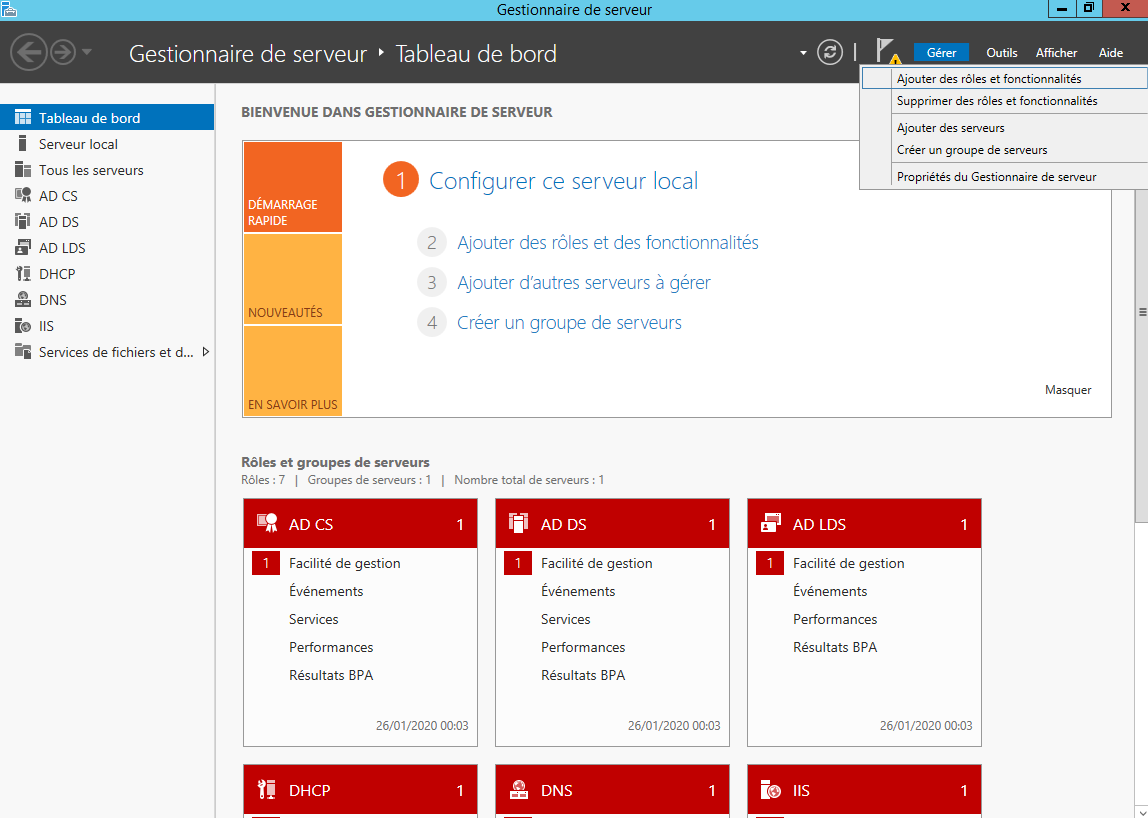 Gestionnaire de serveur
Gestionnaire de serveur ‣ Tableau de bord
Gérer
Outils
Afficher
Aide
Ajouter des rôles et fonctionnalités
Supprimer des rôles et fonctionnalités
Ajouter des serveurs
Créer un groupe de serveurs
Propriétés du Gestionnaire de serveur
Tableau de bord
Serveur local
Tous les serveurs
AD CS
AD DS
AD LDS
DHCP
DNS
IIS
Services de fichiers et d...
BIENVENUE DANS GESTIONNAIRE DE SERVEUR
DÉMARRAGE
RAPIDE
NOUVEAUTÉS
EN SAVOIR PLUS
1 Configurer ce serveur local
2 Ajouter des rôles et des fonctionnalités
3 Ajouter d’autres serveurs à gérer
4 Créer un groupe de serveurs
Masquer
Rôles et groupes de serveurs
Rôles : 7 | Groupes de serveurs : 1 | Nombre total de serveurs : 1
AD CS 1
1 Facilité de gestion
Événements
Services
Performances
Résultats BPA
26/01/2020 00:03
AD DS 1
1 Facilité de gestion
Événements
Services
Performances
Résultats BPA
26/01/2020 00:03
AD LDS 1
1 Facilité de gestion
Événements
Performances
Résultats BPA
26/01/2020 00:03
DHCP 1
DNS 1
IIS 1